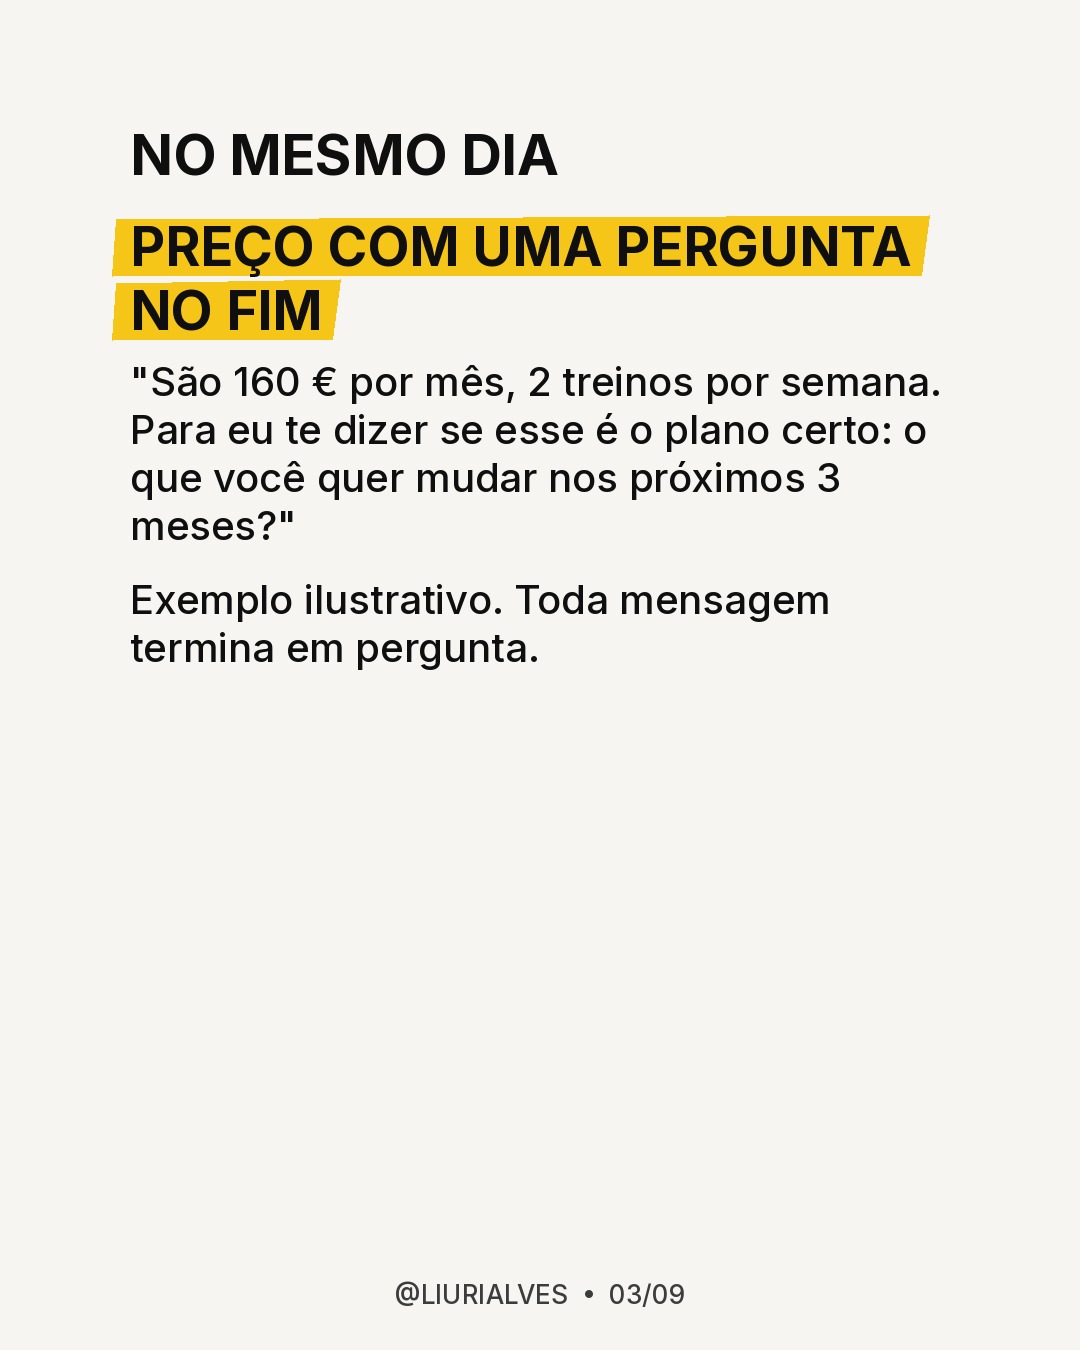 NO MESMO DIA
PREÇO COM UMA PERGUNTA
NO FIM
"São 160 € por mês, 2 treinos por semana.
Para eu te dizer se esse é o plano certo: o
que você quer mudar nos próximos 3
meses?"
Exemplo ilustrativo. Toda mensagem
termina em pergunta.
@LIURIALVES • 03/09